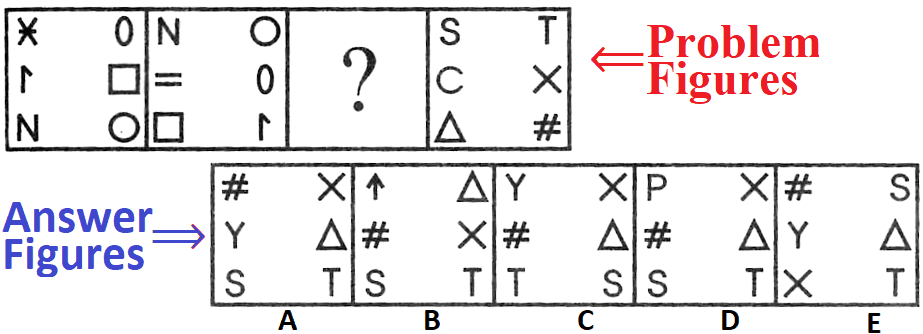 * 0 N ○ S T
↿ □ = 0 ? C ×
N ○ □ ↿ △ #
Problem
Figures
# × ↑ △ Y × P × # S
Y △ # × # △ # △ Y △
S T S T T S S T × T
Answer
Figures
A B C D E